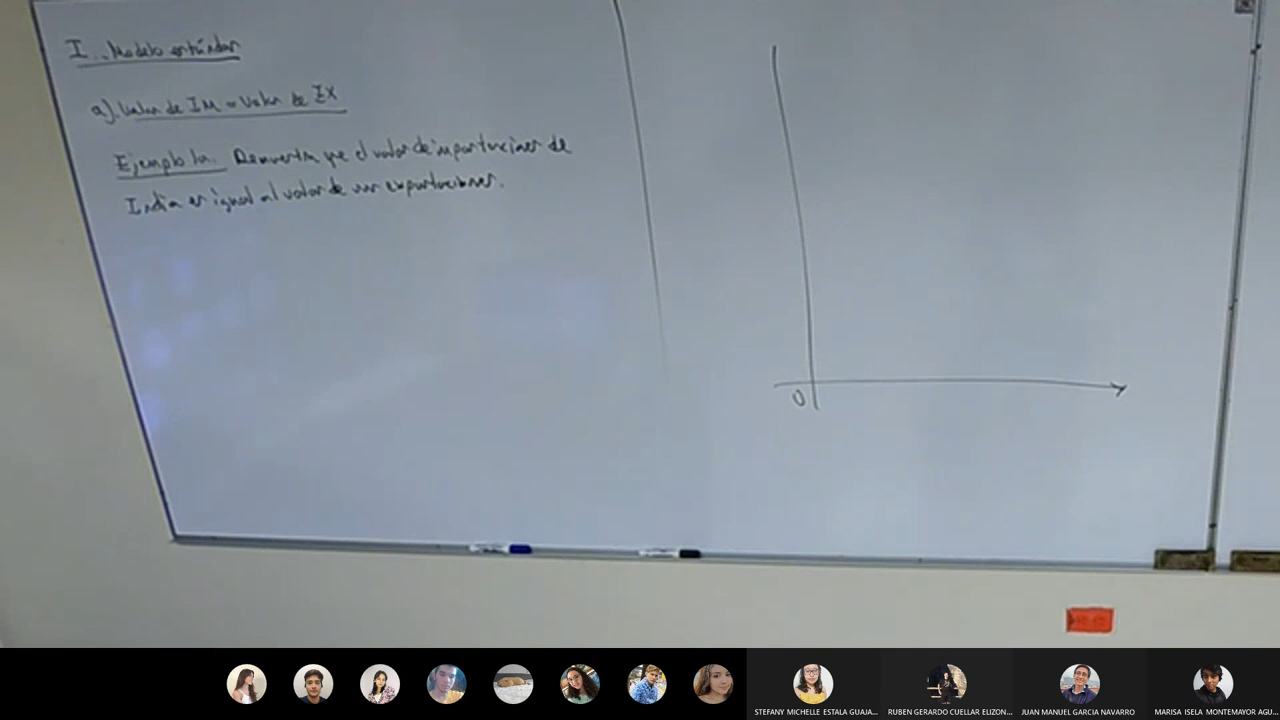 I. Modelo estándar
a). Valor de IM = Valor de EX
Ejemplo 1a. Demuestra que el valor de importaciones de
India es igual al valor de sus exportaciones.
0
STEFANY MICHELLE ESTALA GUAJA...
RUBEN GERARDO CUELLAR ELIZON...
JUAN MANUEL GARCIA NAVARRO
MARISA ISELA MONTEMAYOR AGU...